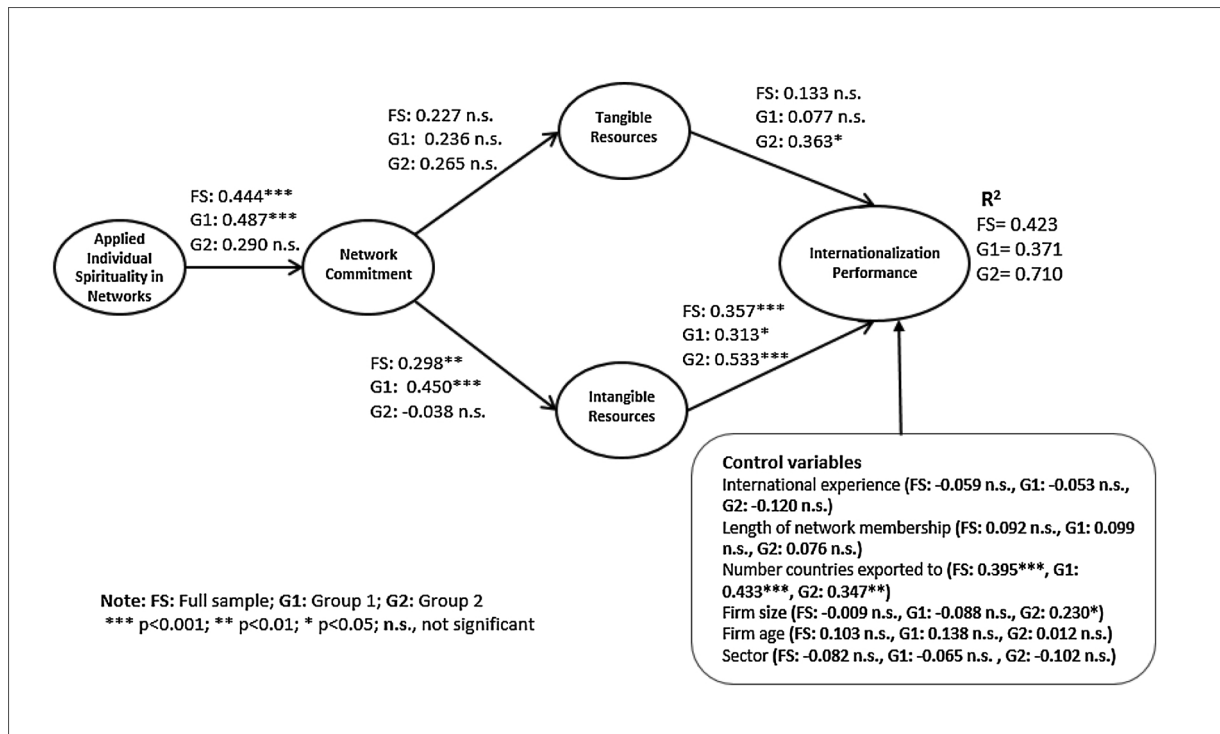 FS: 0.133 n.s.
G1: 0.077 n.s.
G2: 0.363*
FS: 0.227 n.s.
G1: 0.236 n.s.
G2: 0.265 n.s.
Tangible
Resources
FS: 0.444***
G1: 0.487***
G2: 0.290 n.s.
R²
FS= 0.423
G1= 0.371
G2= 0.710
Applied
Individual
Spirituality in
Networks
Network
Commitment
Internationalization
Performance
FS: 0.357***
G1: 0.313*
G2: 0.533***
FS: 0.298**
G1: 0.450***
G2: -0.038 n.s.
Intangible
Resources
Control variables
International experience (FS: -0.059 n.s., G1: -0.053 n.s.,
G2: -0.120 n.s.)
Length of network membership (FS: 0.092 n.s., G1: 0.099
n.s., G2: 0.076 n.s.)
Number countries exported to (FS: 0.395***, G1:
0.433***, G2: 0.347**)
Firm size (FS: -0.009 n.s., G1: -0.088 n.s., G2: 0.230*)
Firm age (FS: 0.103 n.s., G1: 0.138 n.s., G2: 0.012 n.s.)
Sector (FS: -0.082 n.s., G1: -0.065 n.s. , G2: -0.102 n.s.)
Note: FS: Full sample; G1: Group 1; G2: Group 2
*** p<0.001; ** p<0.01; * p<0.05; n.s., not significant